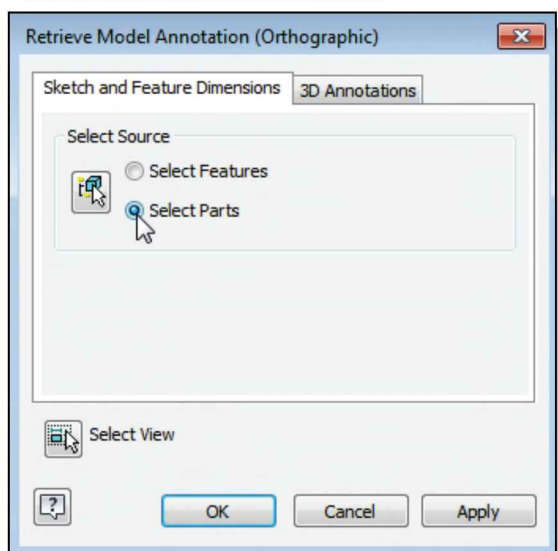 Retrieve Model Annotation (Orthographic)
Sketch and Feature Dimensions 3D Annotations
Select Source
Select Features
Select Parts
Select View
OK Cancel Apply